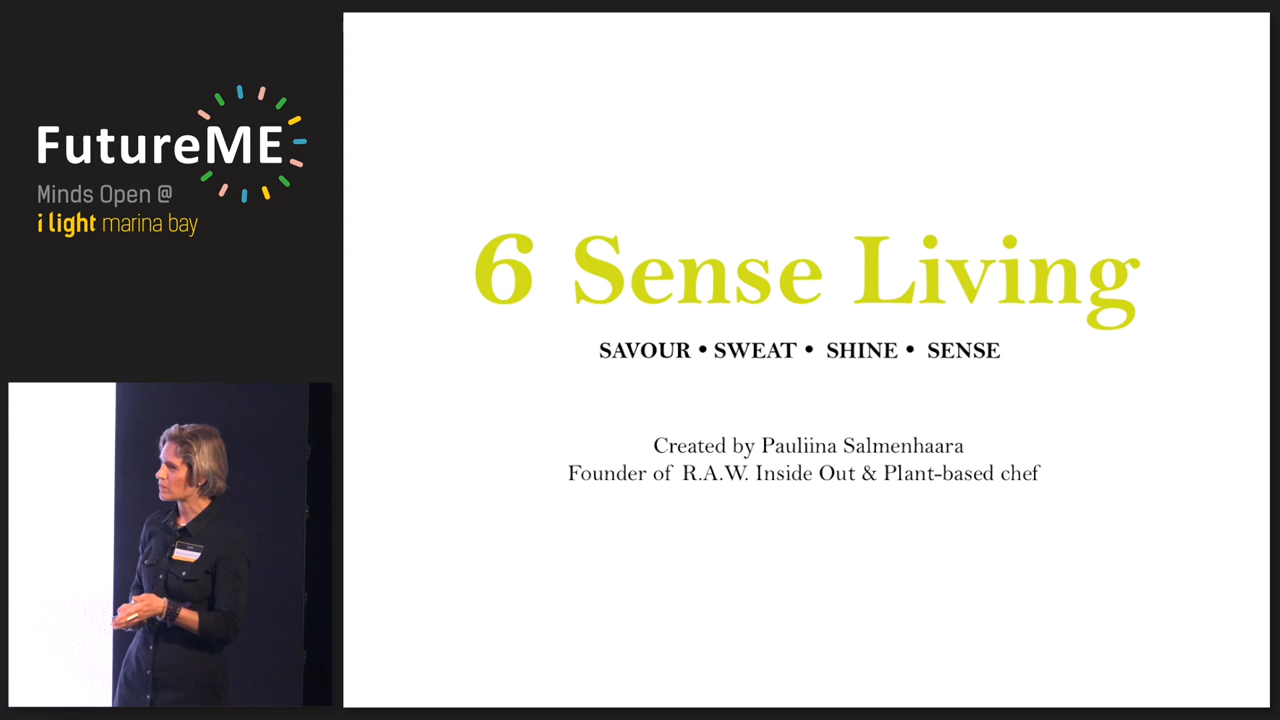 FutureME
Minds Open @
i light marina bay
6 Sense Living
SAVOUR • SWEAT • SHINE • SENSE
Created by Pauliina Salmenhaara
Founder of R.A.W. Inside Out & Plant-based chef